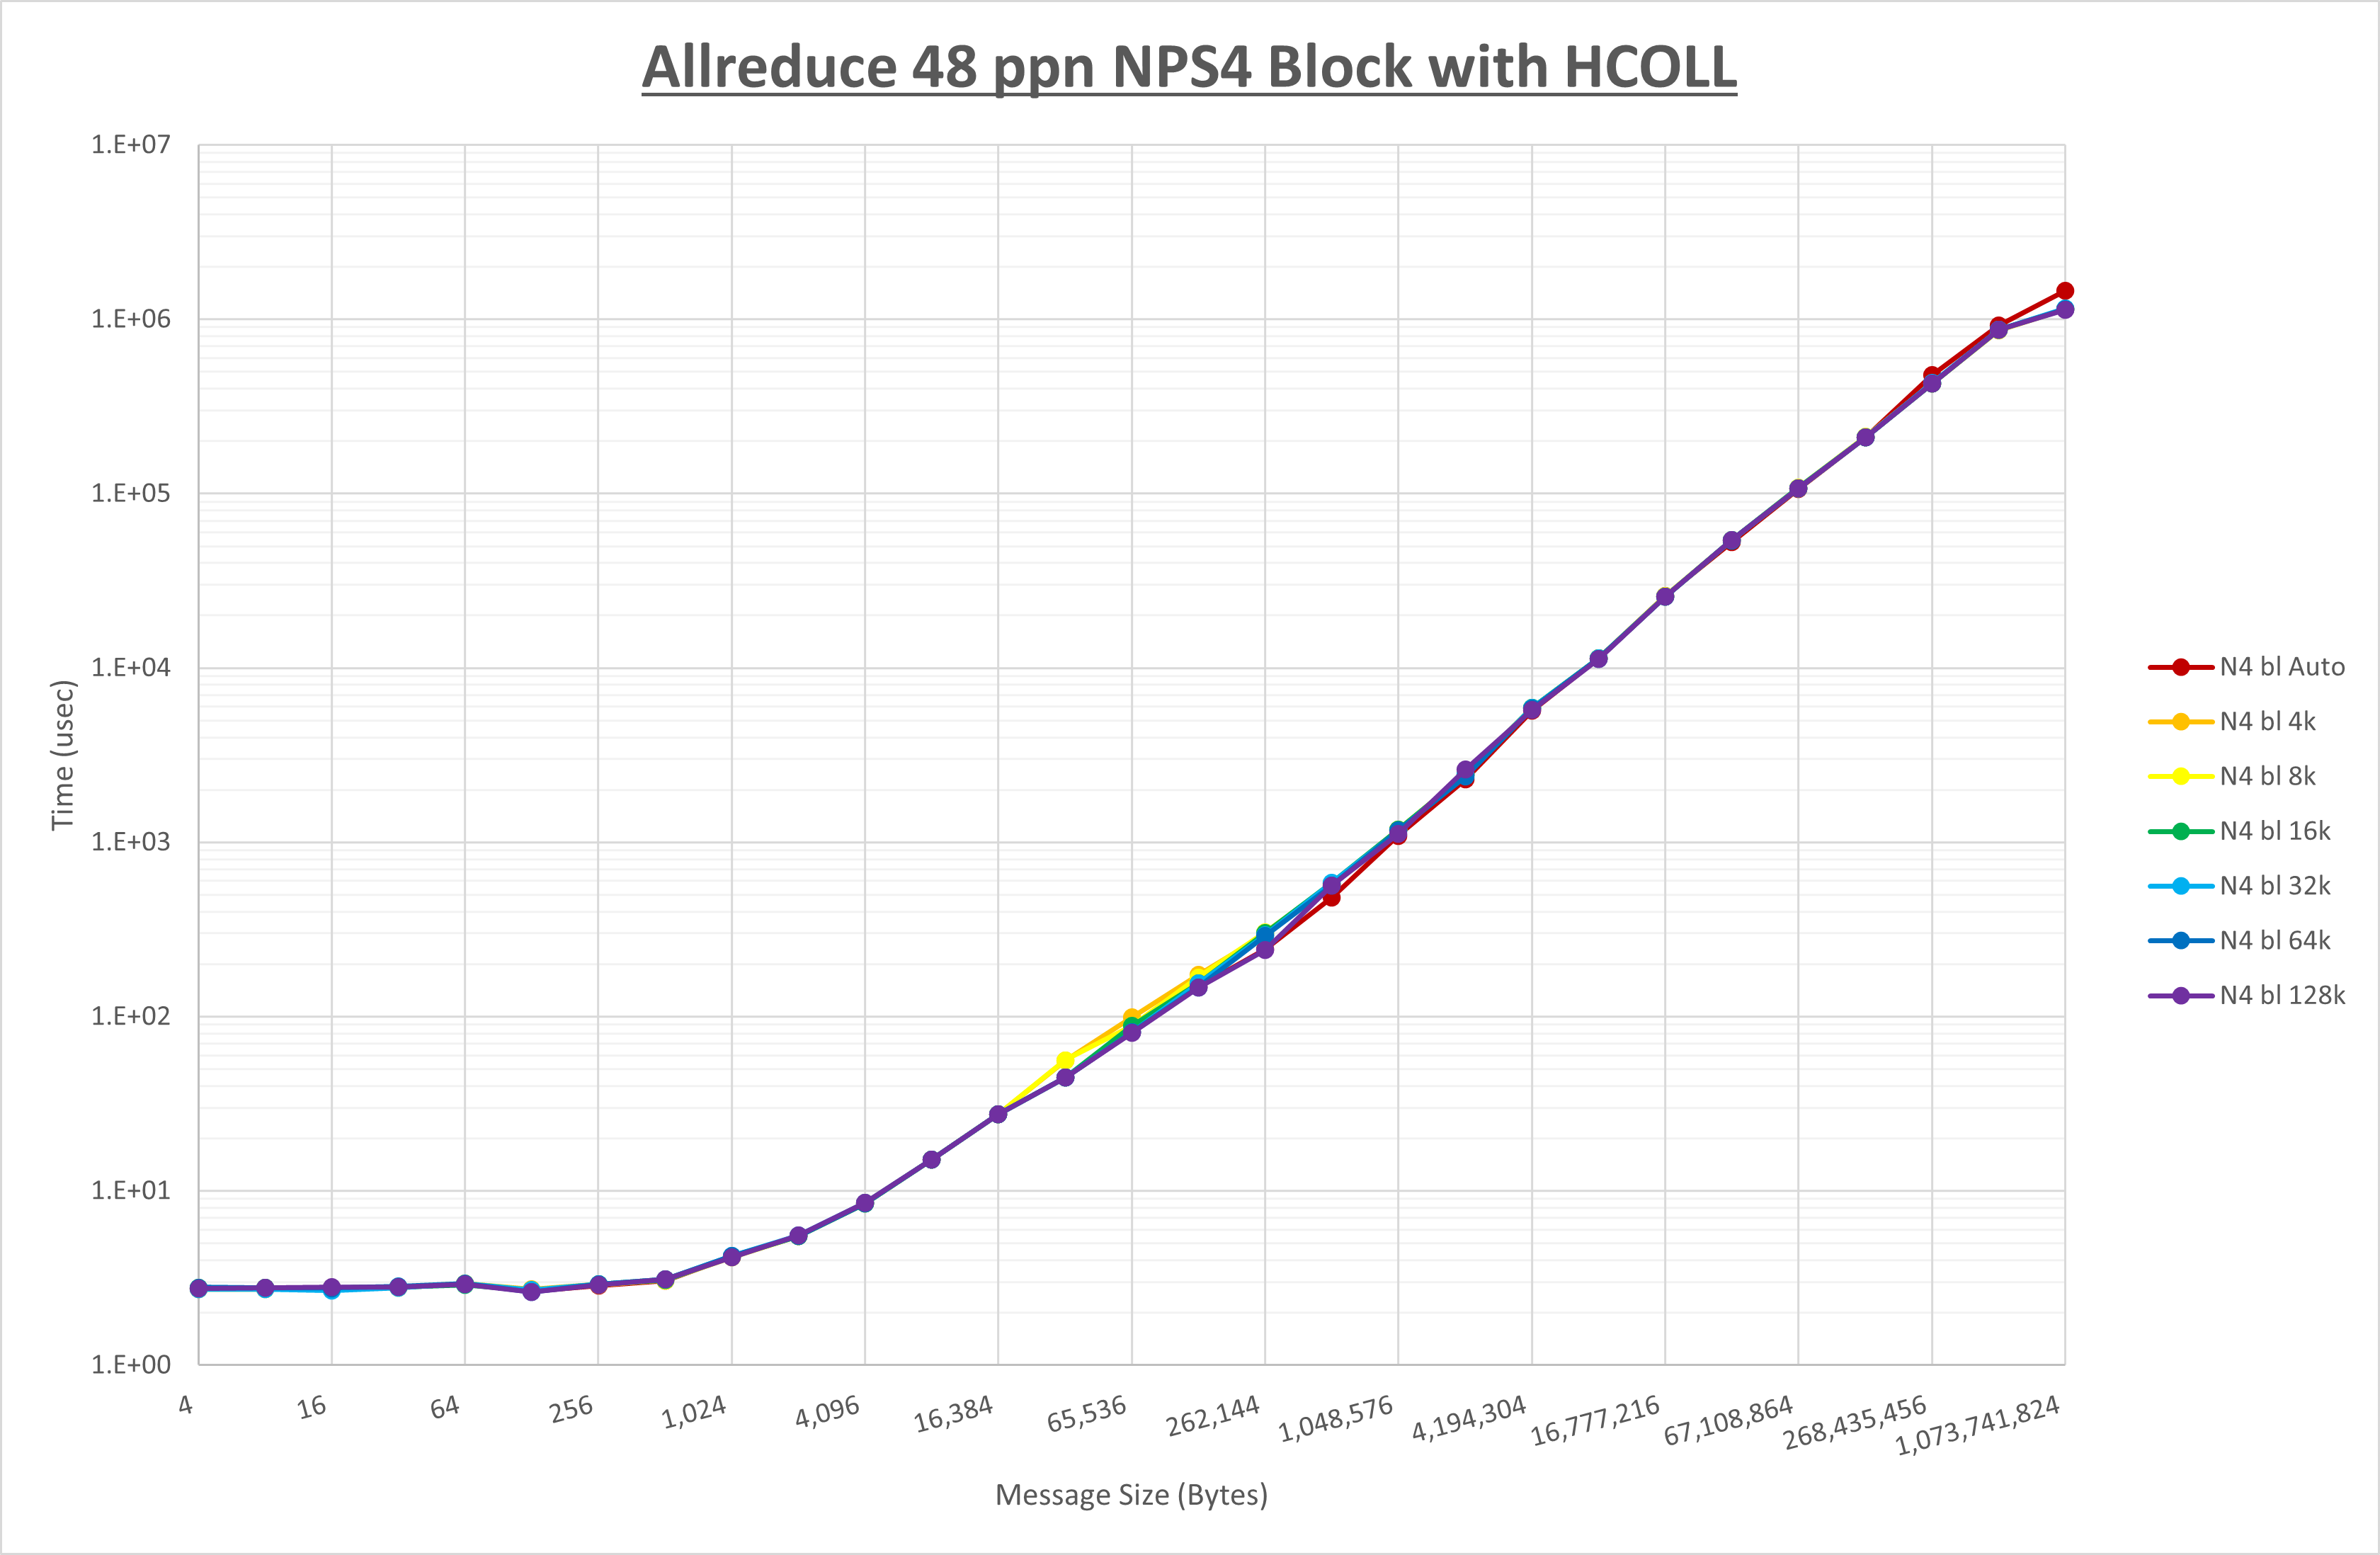 Allreduce 48 ppn NPS4 Block with HCOLL
1.E+07
1.E+06
1.E+05
1.E+04
1.E+03
1.E+02
1.E+01
1.E+00
Time (usec)
4
16
64
256
1,024
4,096
16,384
65,536
262,144
1,048,576
4,194,304
16,777,216
67,108,864
268,435,456
1,073,741,824
Message Size (Bytes)
N4 bl Auto
N4 bl 4k
N4 bl 8k
N4 bl 16k
N4 bl 32k
N4 bl 64k
N4 bl 128k